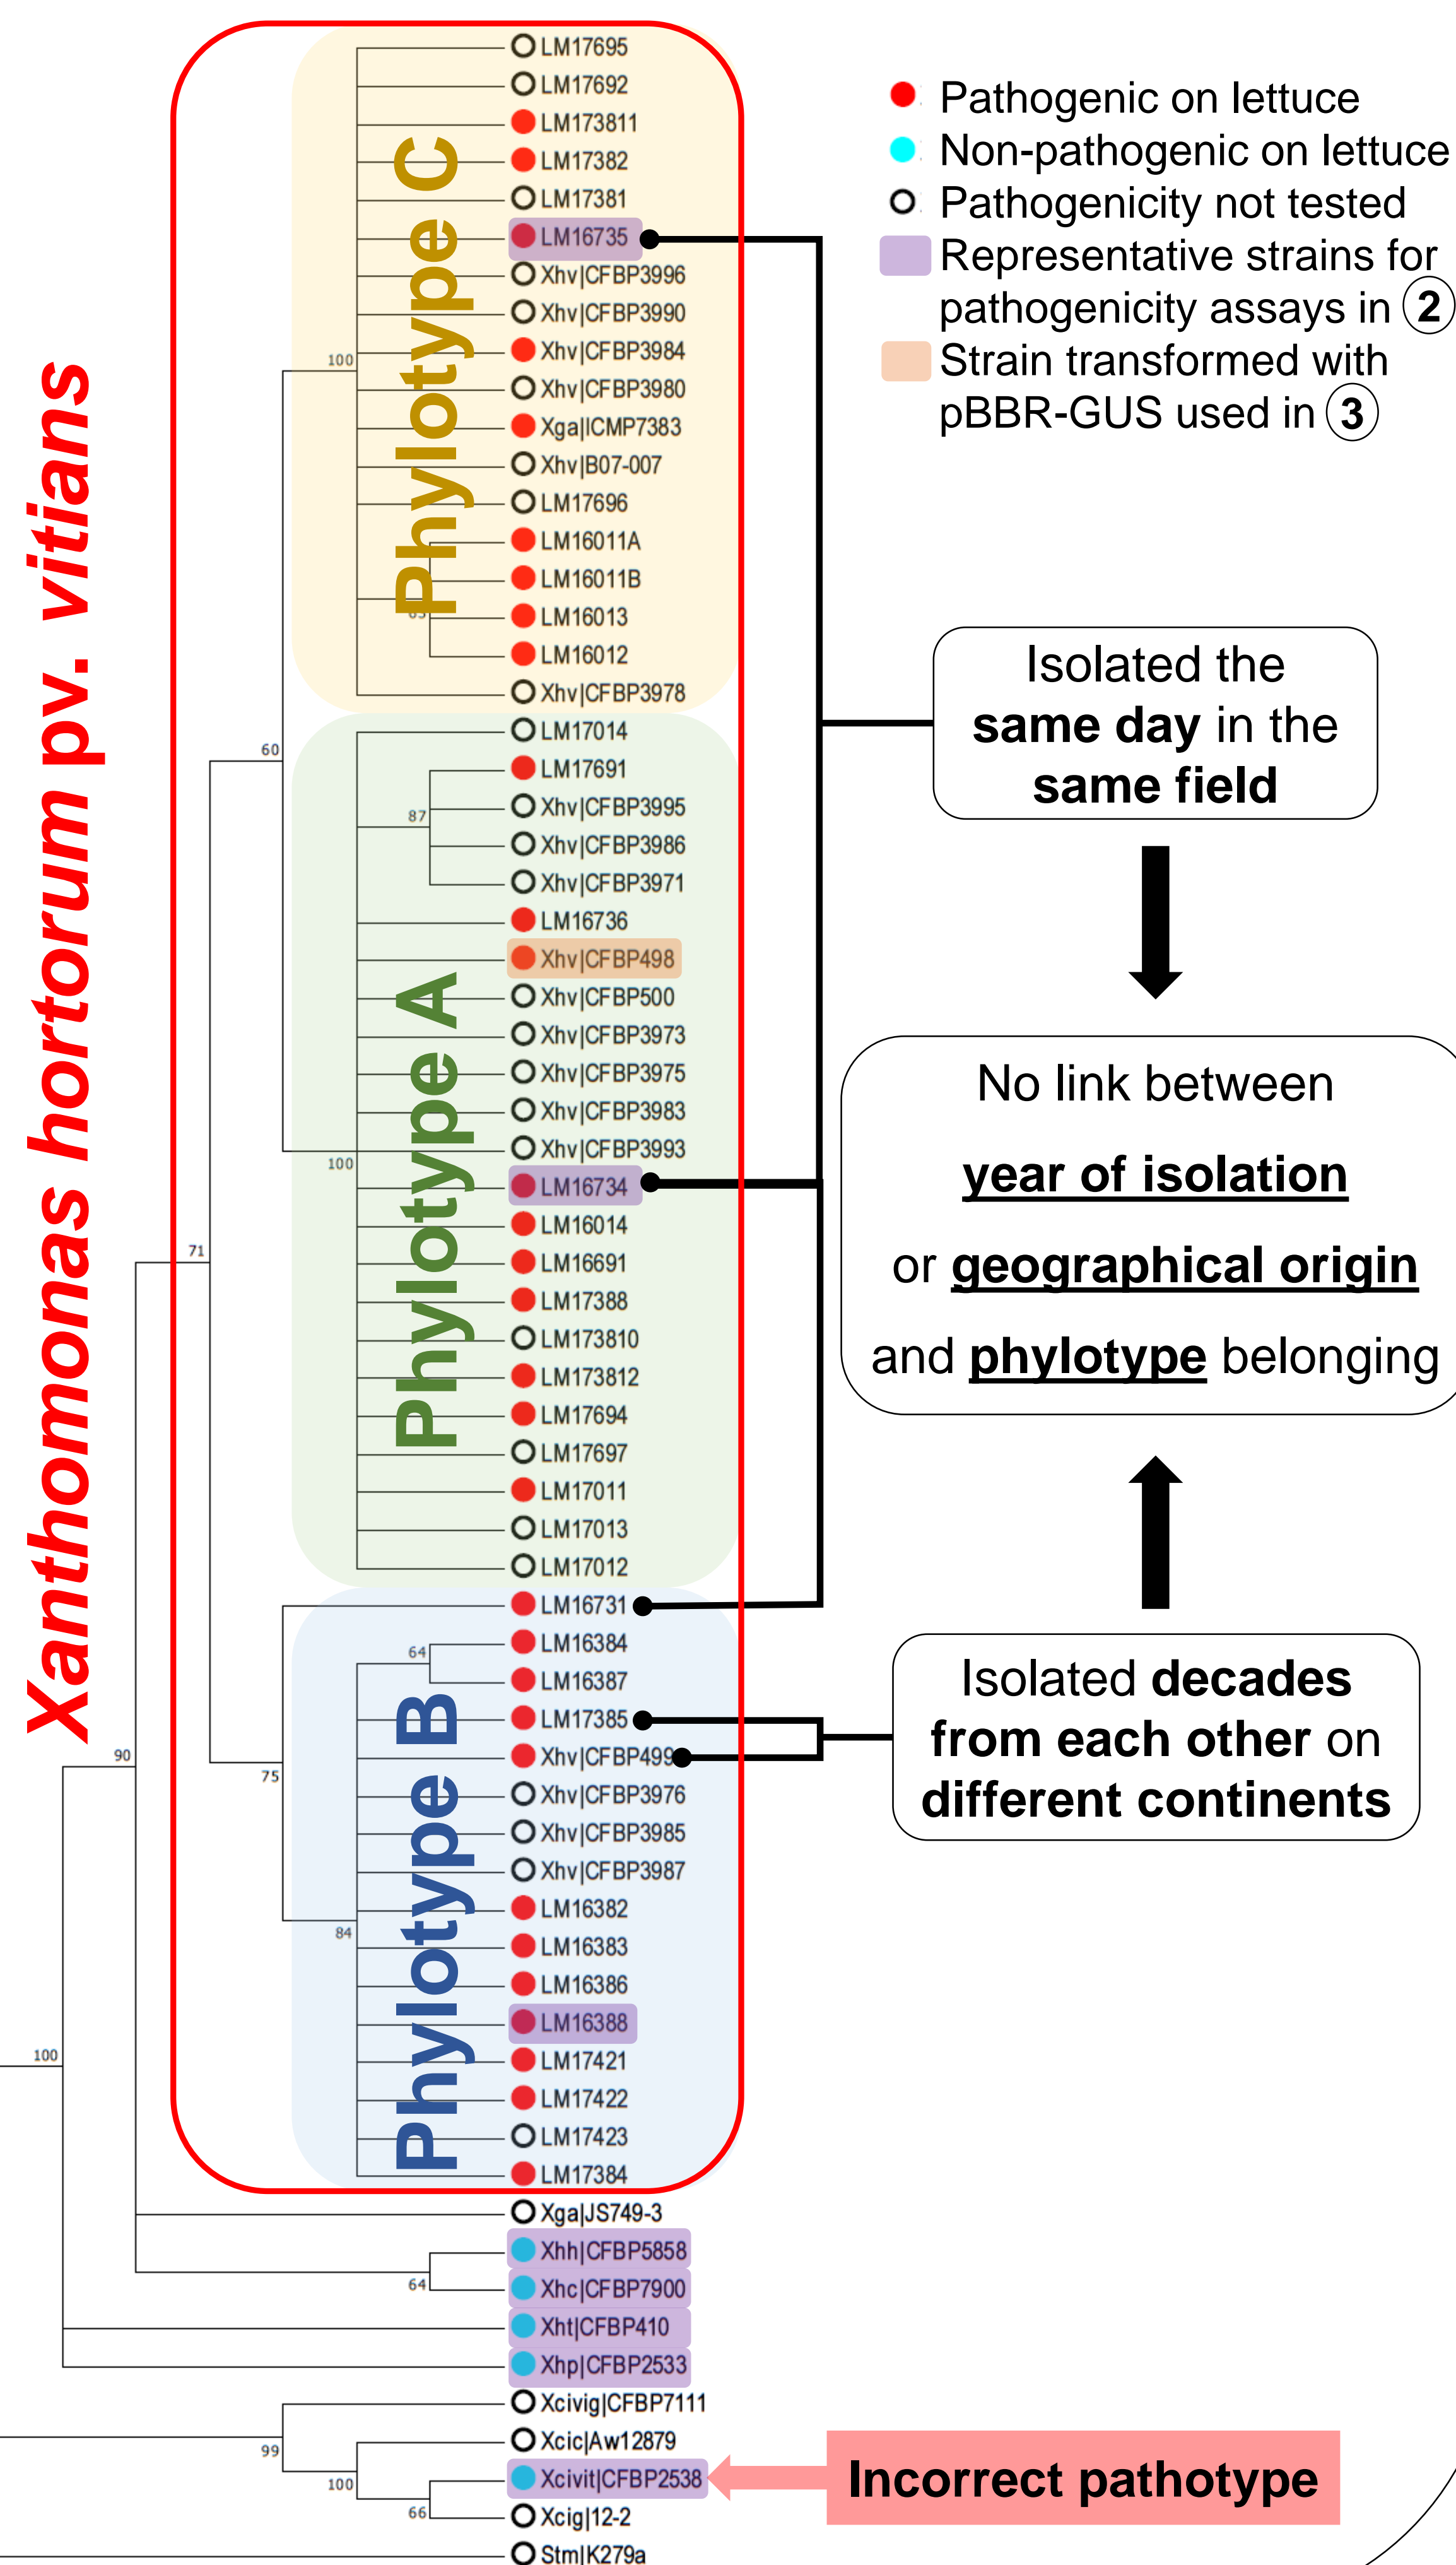 Xanthomonas hortorum pv. vitians
Phylotype C
LM17695
LM17692
LM173811
LM17382
LM17381
LM16735
Xhv|CFBP3996
Xhv|CFBP3990
Xhv|CFBP3984
Xhv|CFBP3980
Xga|ICMP7383
Xhv|B07-007
LM17696
LM16011A
LM16011B
LM16013
LM16012
Xhv|CFBP3978
100
60
Phylotype A
LM17014
LM17691
Xhv|CFBP3995
Xhv|CFBP3986
Xhv|CFBP3971
LM16736
Xhv|CFBP498
Xhv|CFBP500
Xhv|CFBP3973
Xhv|CFBP3975
Xhv|CFBP3983
Xhv|CFBP3993
LM16734
LM16014
LM16691
LM17388
LM173810
LM173812
LM17694
LM17697
LM17011
LM17013
LM17012
87
100
71
Phylotype B
LM16731
LM16384
LM16387
LM17385
Xhv|CFBP499
Xhv|CFBP3976
Xhv|CFBP3985
Xhv|CFBP3987
LM16382
LM16383
LM16386
LM16388
LM17421
LM17422
LM17423
LM17384
64
90
75
84
100
Xga|JS749-3
Xhh|CFBP5858
Xhc|CFBP7900
Xht|CFBP410
Xhp|CFBP2533
Xcivig|CFBP7111
Xcic|Aw12879
Xcivit|CFBP2538
Xcig|12-2
Stm|K279a
64
99
100
66
Pathogenic on lettuce
Non-pathogenic on lettuce
Pathogenicity not tested
Representative strains for
pathogenicity assays in 2
Strain transformed with
pBBR-GUS used in 3
Isolated the
same day in the
same field
No link between
year of isolation
or geographical origin
and phylotype belonging
Isolated decades
from each other on
different continents
Incorrect pathotype